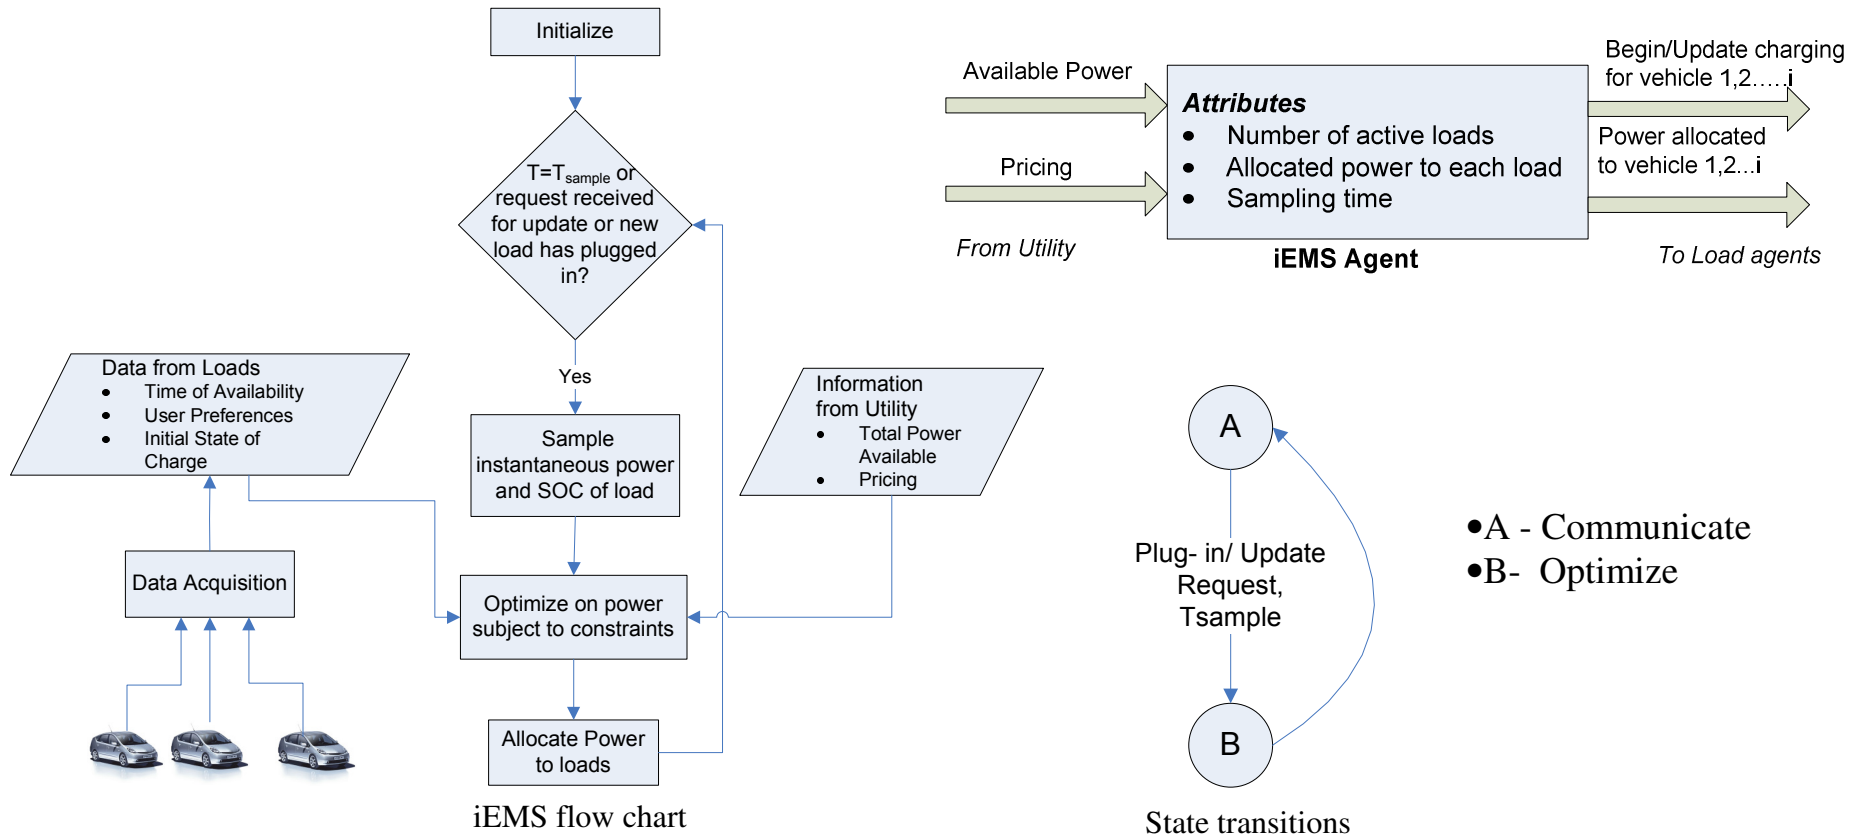 Initialize
T=Tsample or
request received
for update or new
load has plugged
in?
Yes
Data from Loads
• Time of Availability
• User Preferences
• Initial State of
Charge
Sample
instantaneous power
and SOC of load
Information
from Utility
• Total Power
Available
• Pricing
Data Acquisition
Optimize on power
subject to constraints
Allocate Power
to loads
iEMS flow chart
Available Power
Pricing
From Utility
Attributes
• Number of active loads
• Allocated power to each load
• Sampling time
iEMS Agent
Begin/Update charging
for vehicle 1,2.....i
Power allocated
to vehicle 1,2...i
To Load agents
A
Plug- in/ Update
Request,
Tsample
B
State transitions
•A - Communicate
•B- Optimize